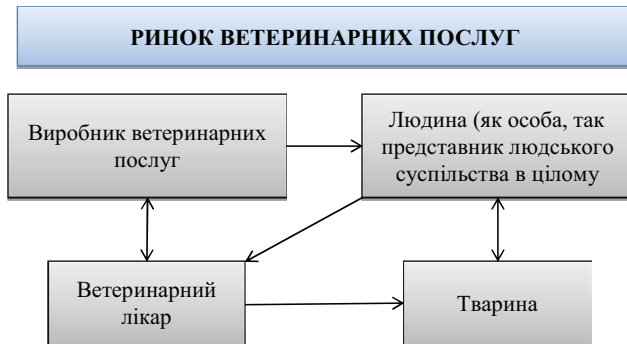 РИНОК ВЕТЕРИНАРНИХ ПОСЛУГ
Виробник ветеринарних
послуг
Людина (як особа, так
представник людського
суспільства в цілому
Ветеринарний
лікар
Тварина